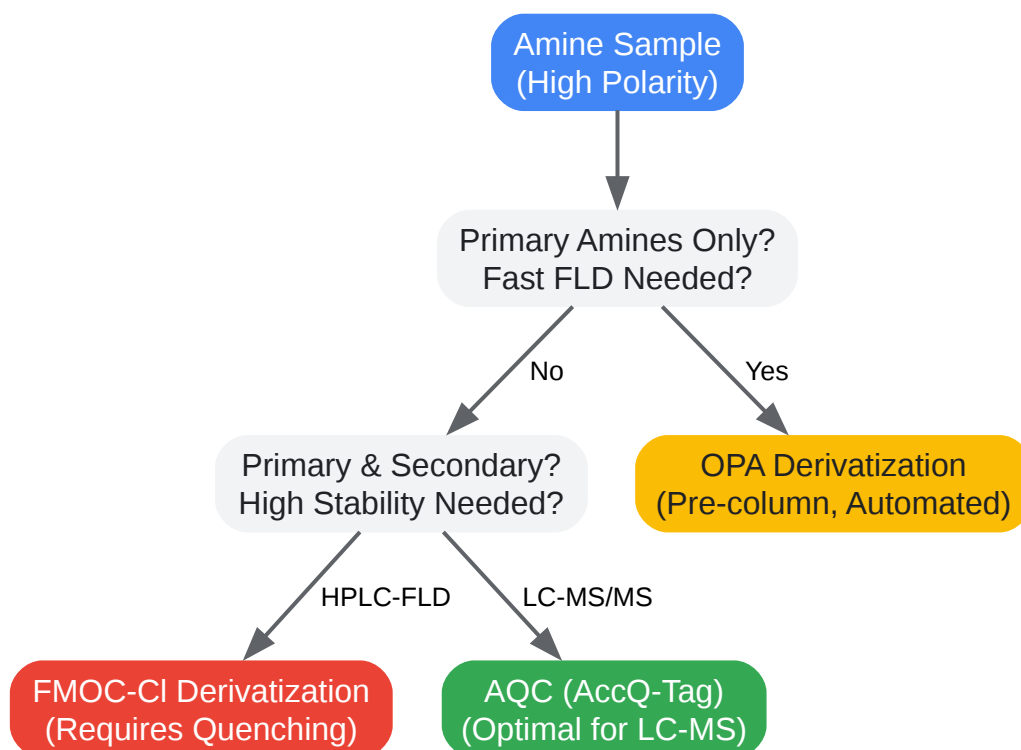 Amine Sample
(High Polarity)
Primary Amines Only?
Fast FLD Needed?
No
Yes
Primary & Secondary?
High Stability Needed?
OPA Derivatization
(Pre-column, Automated)
HPLC-FLD
LC-MS/MS
FMOC-Cl Derivatization
(Requires Quenching)
AQC (AccQ-Tag)
(Optimal for LC-MS)